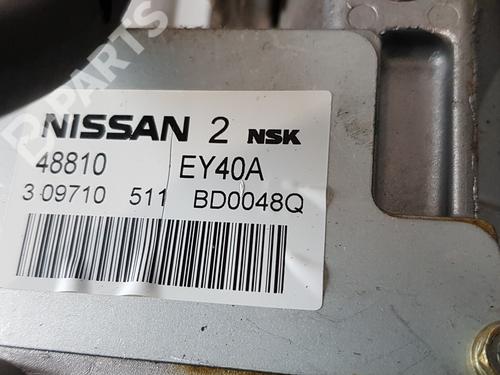 B-PARTS
NISSAN 2 NSK
48810 EY40A
3 09710 511 BD0048Q